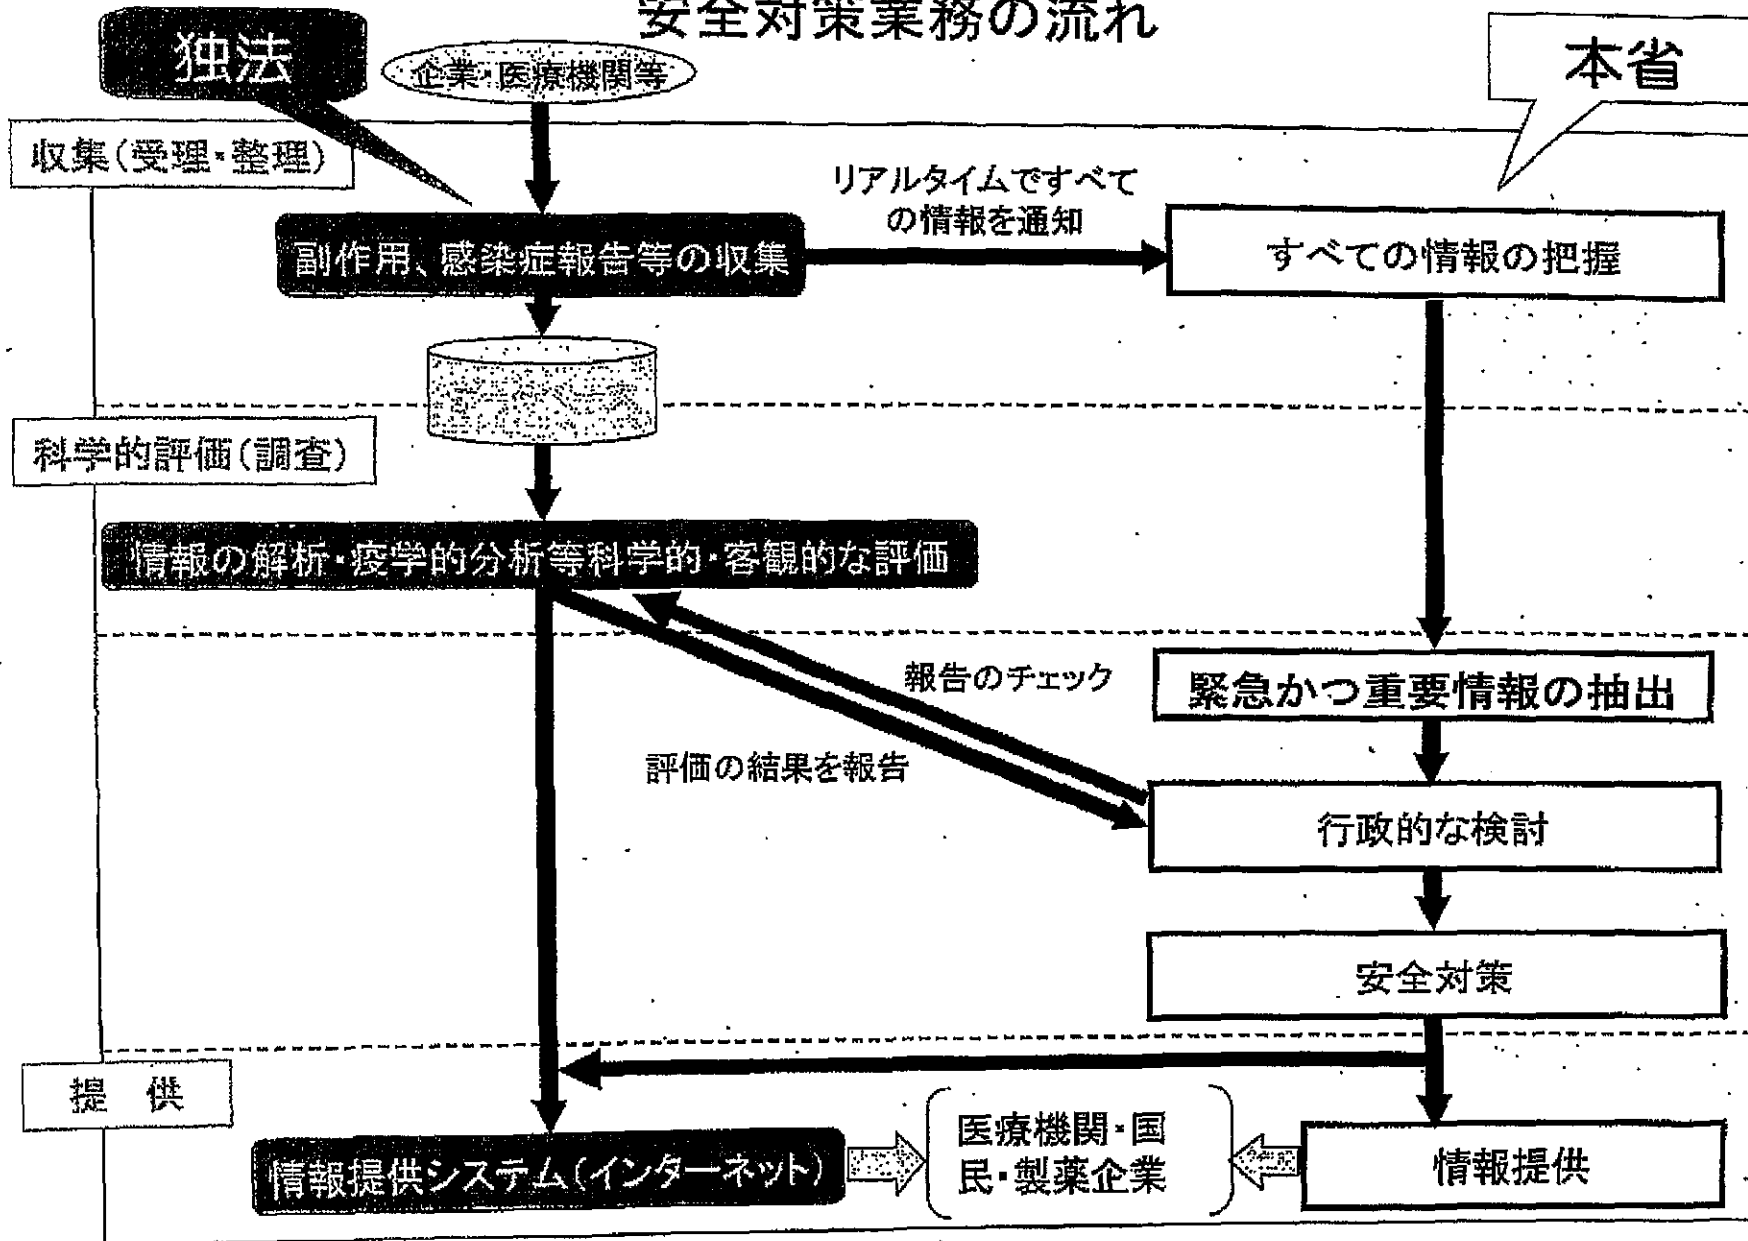 安全対策業務の流れ
独法
企業・医療機関等
本省
収集(受理・整理)
リアルタイムですべて
の情報を通知
副作用、感染症報告等の収集
すべての情報の把握
データベース
科学的評価(調査)
情報の解析・疫学的分析等科学的・客観的な評価
報告のチェック
緊急かつ重要情報の抽出
評価の結果を報告
行政的な検討
安全対策
提 供
医療機関・国
民・製薬企業
情報提供システム(インターネット)
情報提供